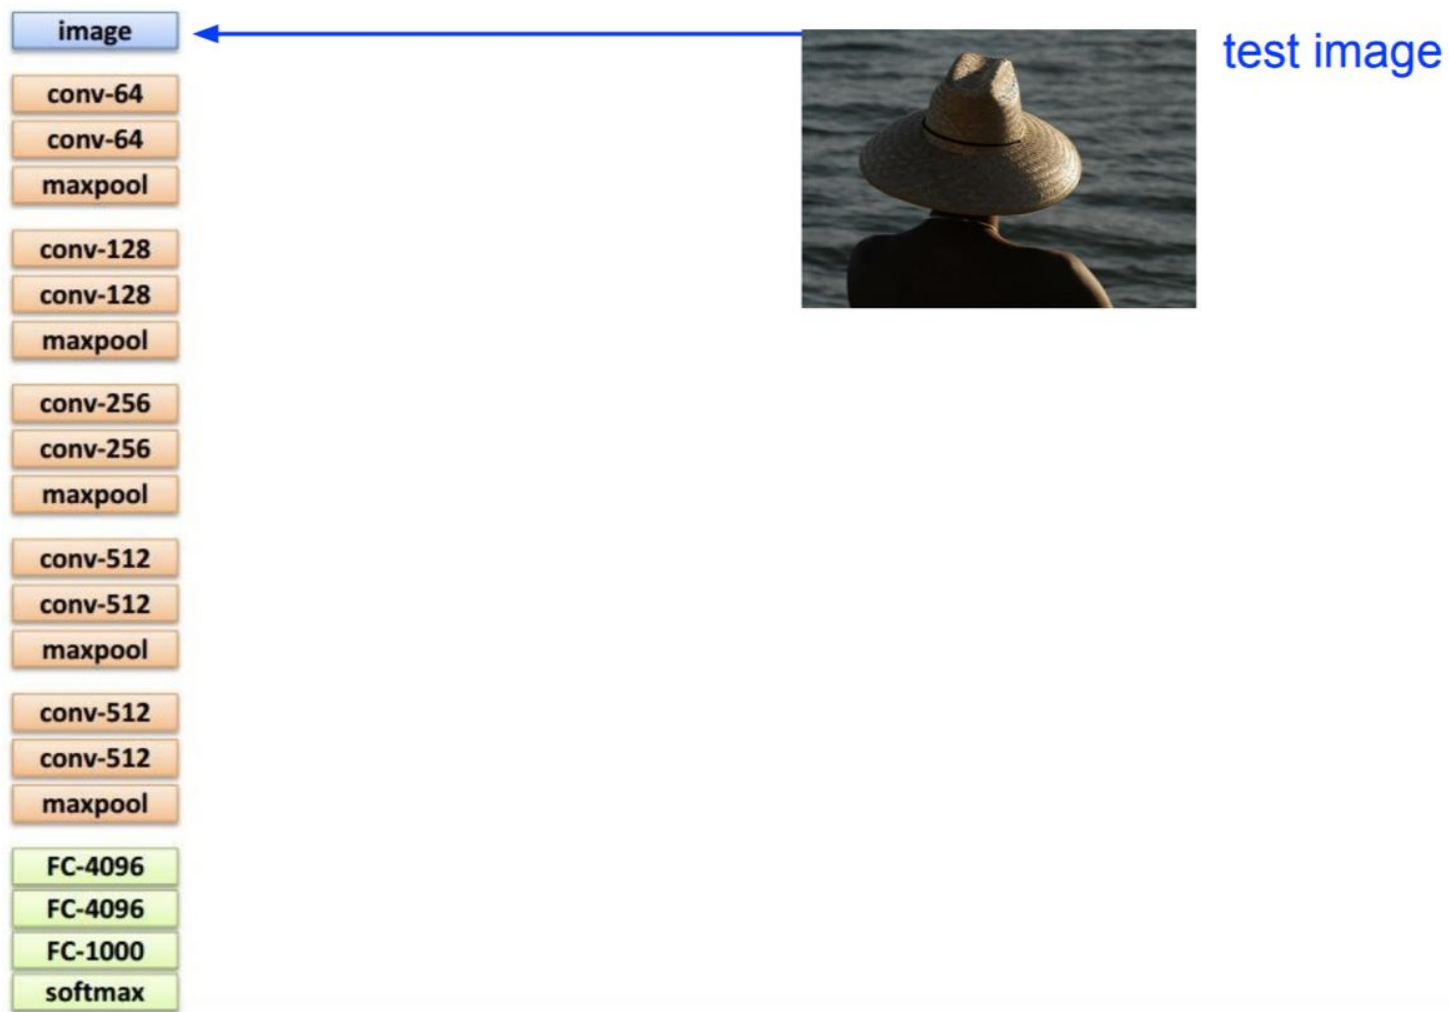 image
test image
conv-64
conv-64
maxpool
conv-128
conv-128
maxpool
conv-256
conv-256
maxpool
conv-512
conv-512
maxpool
conv-512
conv-512
maxpool
FC-4096
FC-4096
FC-1000
softmax